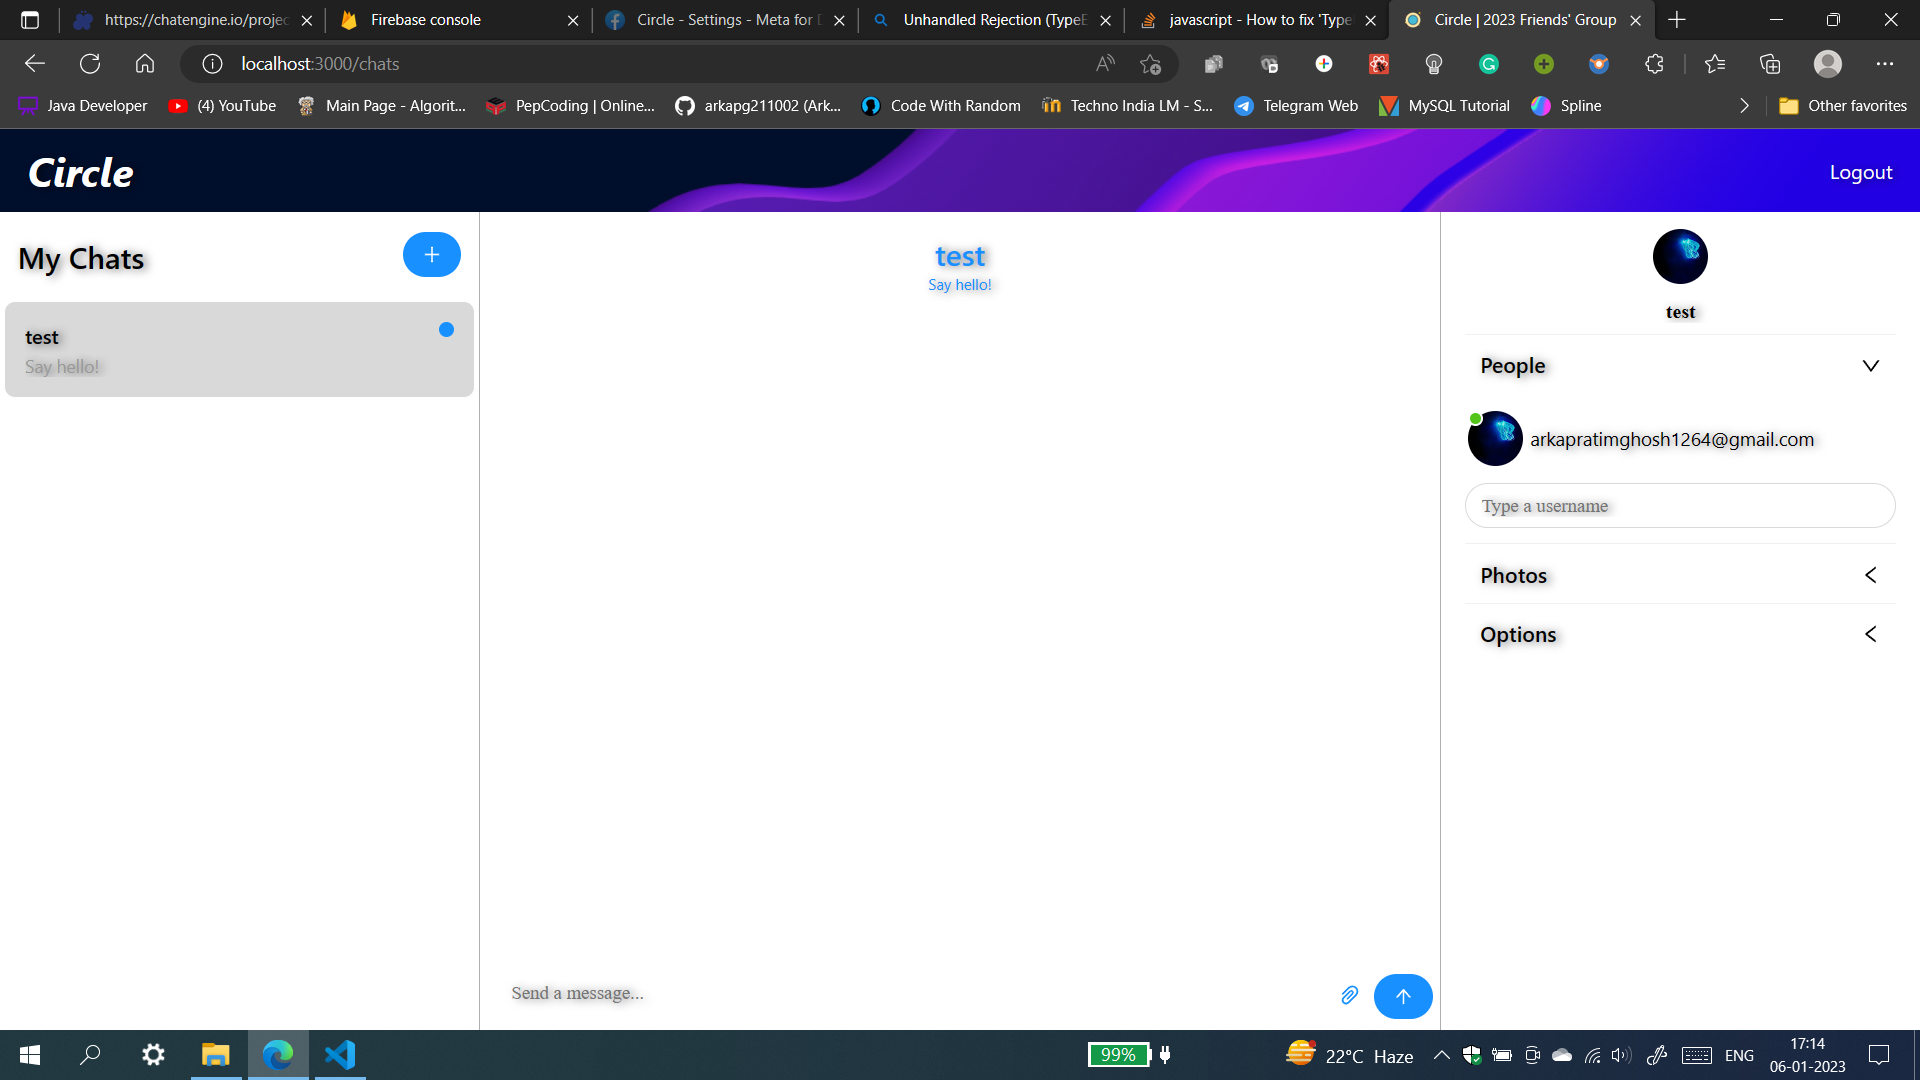 https://chatengine.io/projec
Firebase console
Circle - Settings - Meta for D
Unhandled Rejection (TypeE
javascript - How to fix 'Type
Circle | 2023 Friends' Group
localhost:3000/chats
Java Developer
(4) YouTube
Main Page - Algorit...
PepCoding | Online...
arkapg211002 (Ark...
Code With Random
Techno India LM - S...
Telegram Web
MySQL Tutorial
Spline
Other favorites
Circle
Logout
My Chats
test
Say hello!
test
Say hello!
test
People
arkapratimghosh1264@gmail.com
Type a username
Photos
Options
Send a message...
99%
22°C Haze
ENG
17:14
06-01-2023